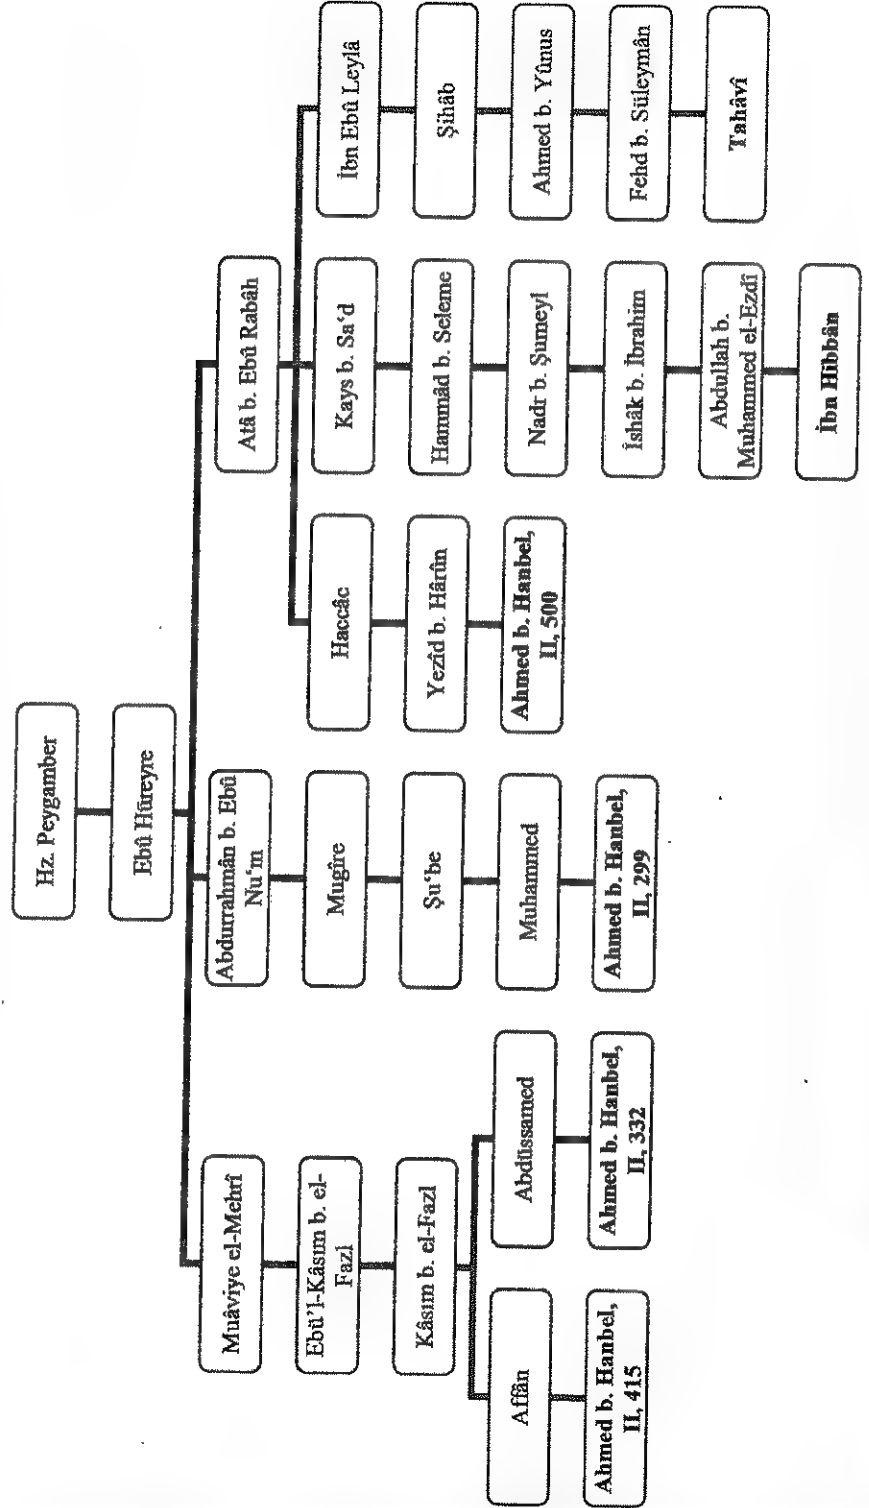 Hz. Peygamber
Ebû Hüreyre
Muâviye el-Mehrî
Abdurrahmân b. Ebû
Nu‘m
Atâ b. Ebû Rabâh
Ebü’l-Kâsım b. el-
Fazl
Mugîre
Haccâc
Kays b. Sa‘d
İbn Ebû Leylâ
Kâsım b. el-Fazl
Şu‘be
Yezîd b. Hârûn
Hammâd b. Seleme
Şihâb
Affân
Abdüssamed
Muhammed
Ahmed b. Hanbel,
II, 500
Nadr b. Şumeyl
Ahmed b. Yûnus
Ahmed b. Hanbel,
II, 415
Ahmed b. Hanbel,
II, 332
Ahmed b. Hanbel,
II, 299
Îshâk b. İbrahim
Fehd b. Süleymân
Abdullah b.
Muhammed el-Ezdî
Tahâvî
İbn Hibbân